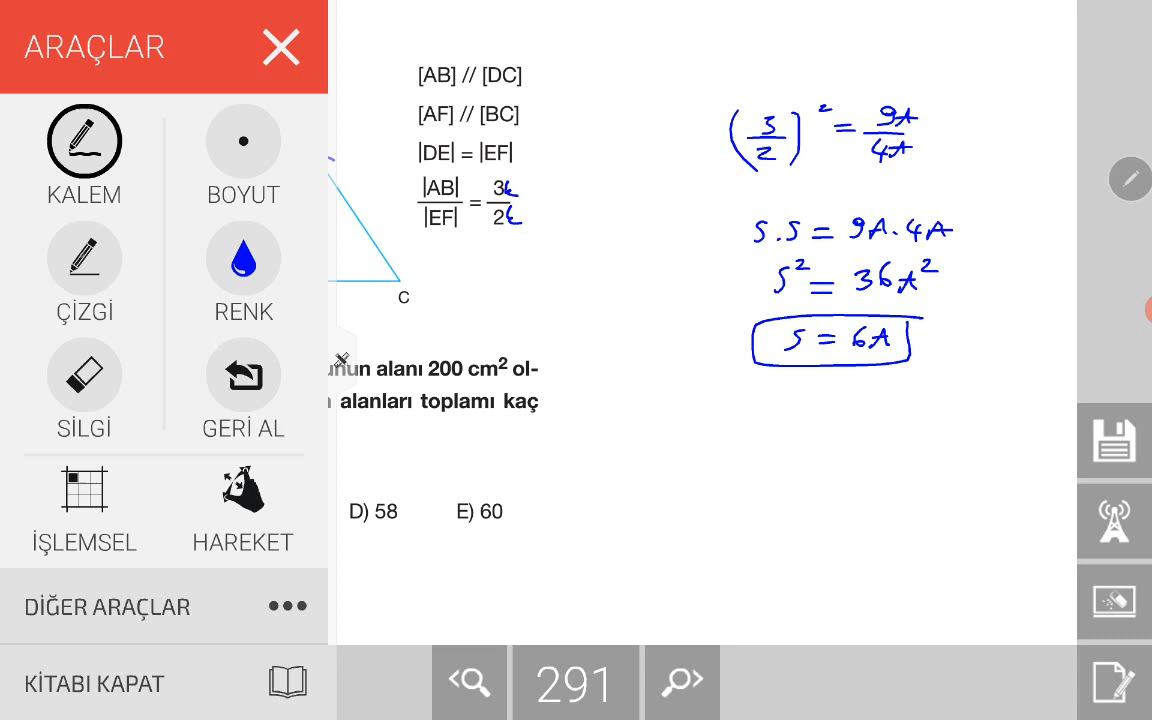 ARAÇLAR
KALEM
BOYUT
ÇİZGİ
RENK
SİLGİ
GERİ AL
İŞLEMSEL
HAREKET
DİĞER ARAÇLAR
KİTABI KAPAT
[AB] // [DC]
[AF] // [BC]
|DE| = |EF|
|AB| / |EF| = 3k / 2k
C
alanı 200 cm² ol-
alanları toplamı kaç
D) 58 E) 60
(3/2)² = 9A/4A
S.S = 9A.4A
S² = 36A²
S = 6A
291